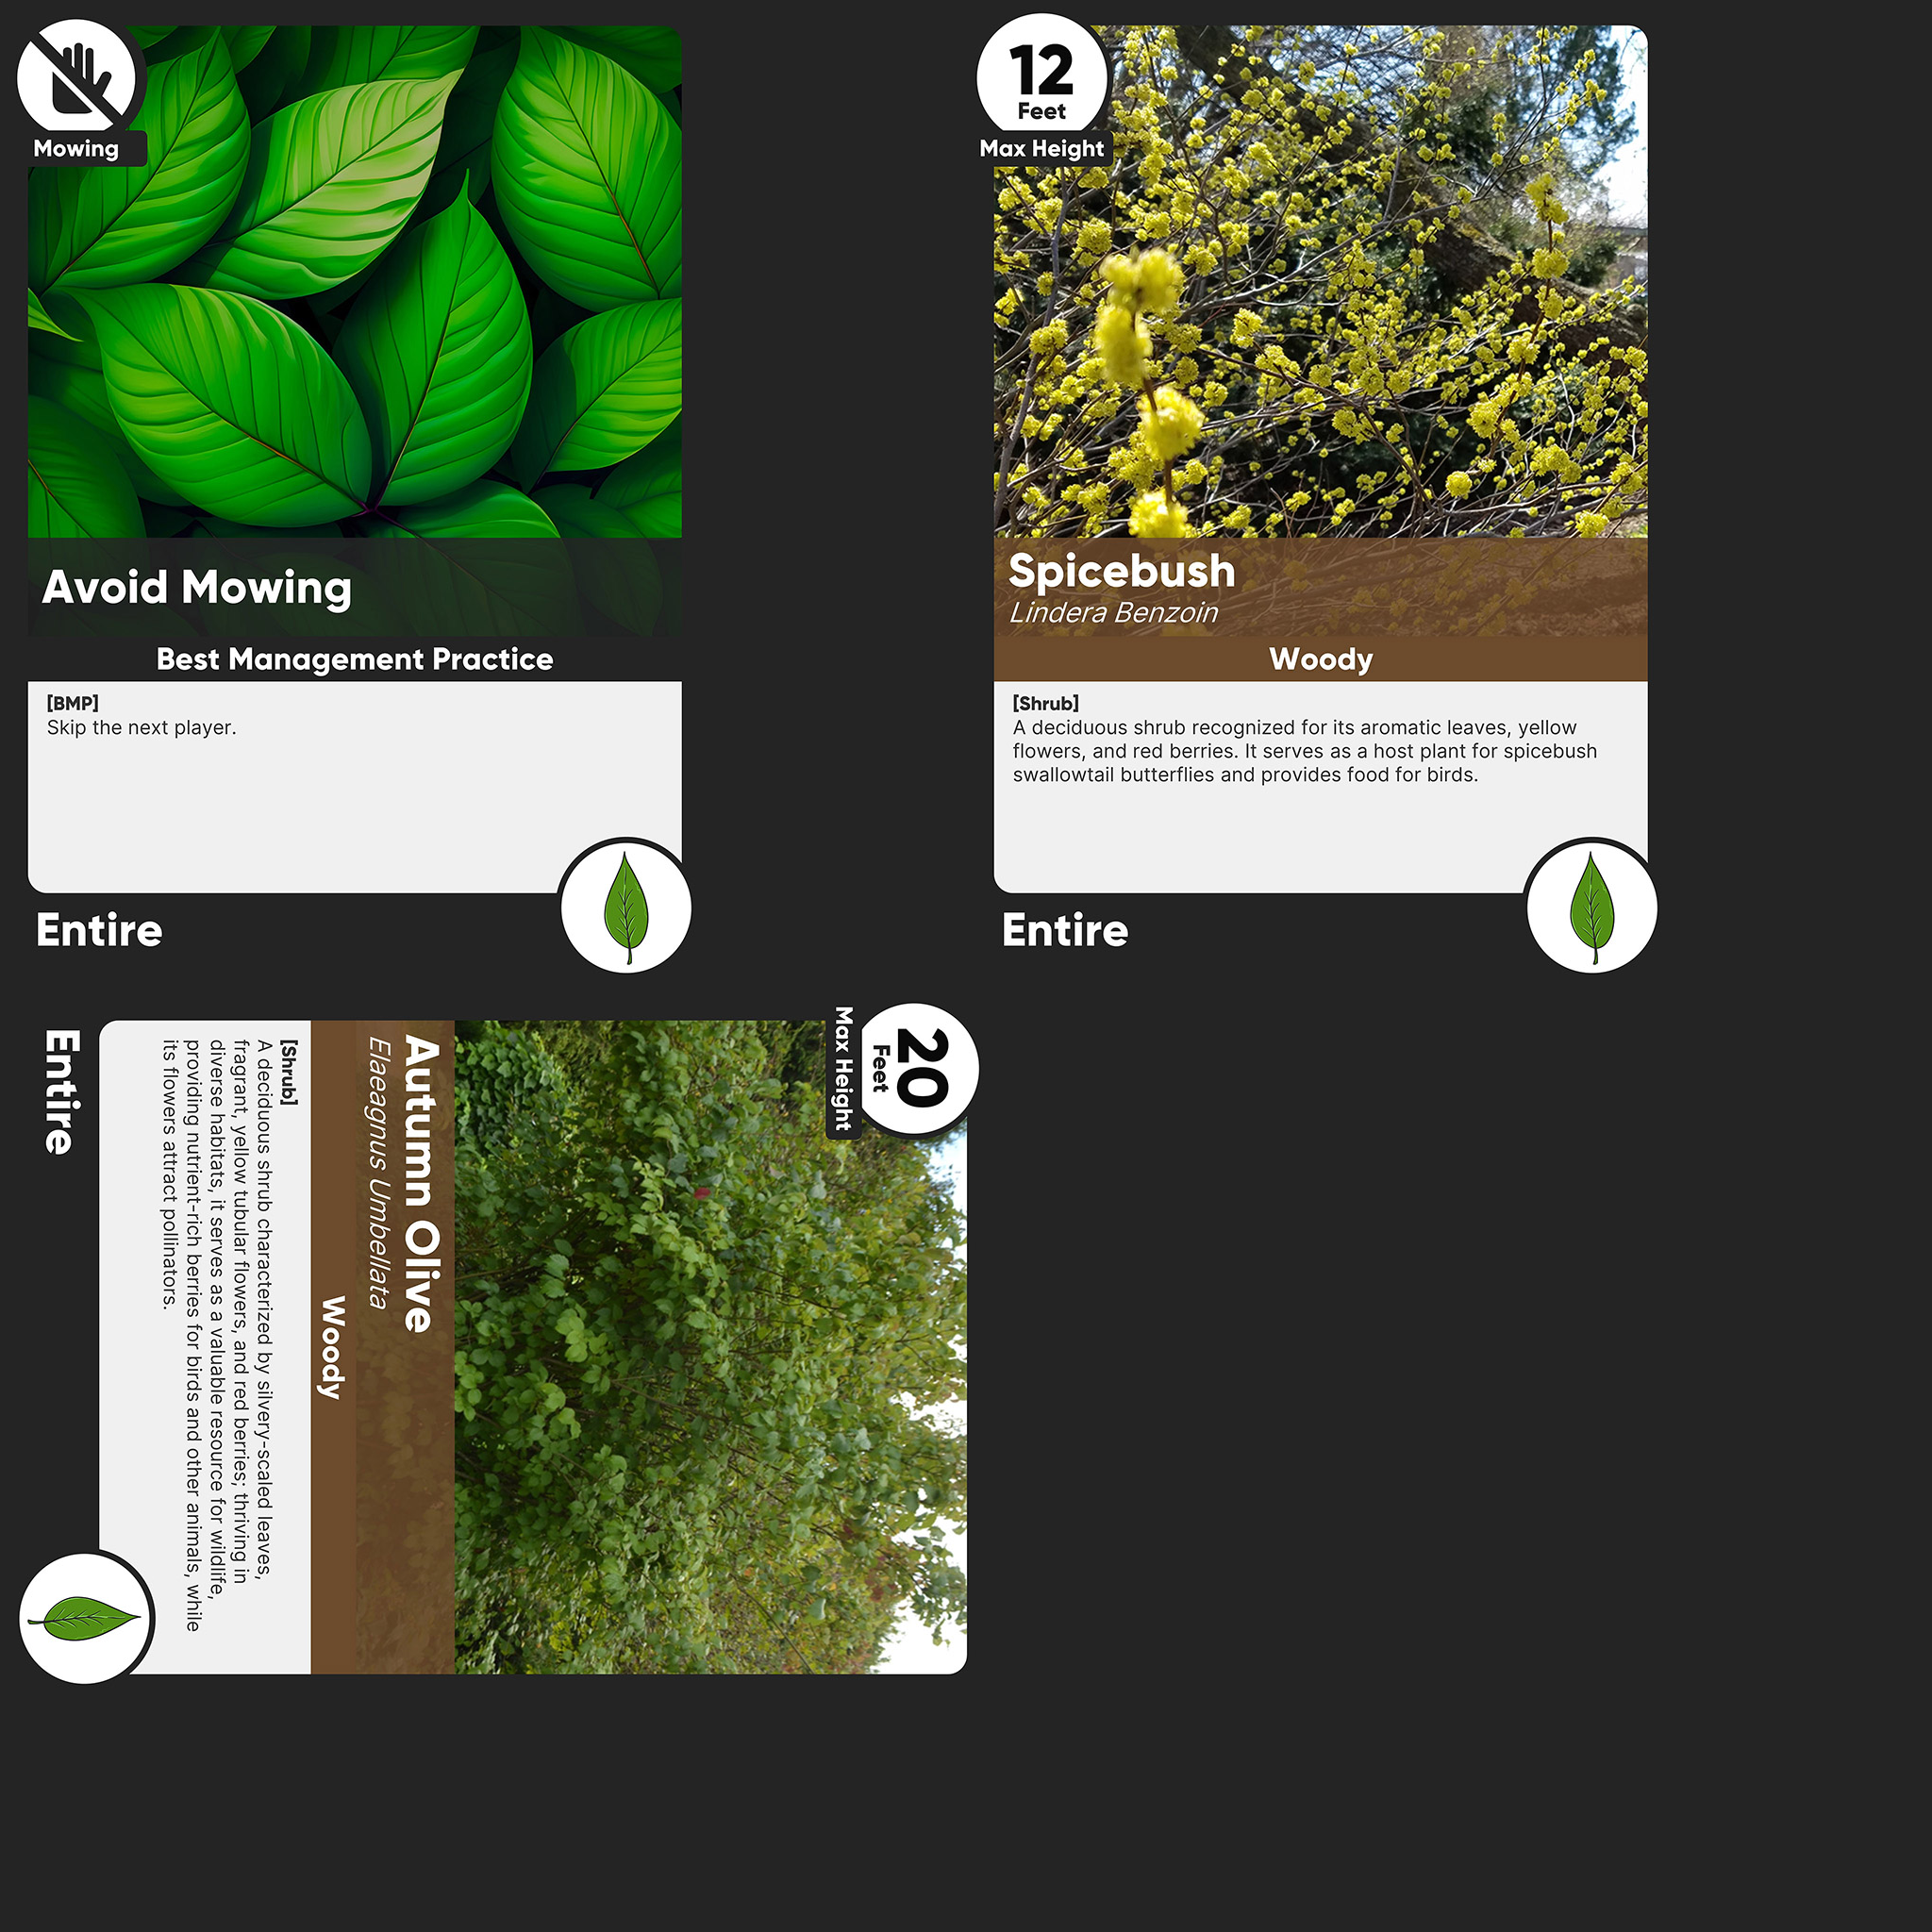 Mowing
Avoid Mowing
Best Management Practice
[BMP]
Skip the next player.
Entire
12
Feet
Max Height
Spicebush
Lindera Benzoin
Woody
[Shrub]
A deciduous shrub recognized for its aromatic leaves, yellow
flowers, and red berries. It serves as a host plant for spicebush
swallowtail butterflies and provides food for birds.
Entire
20
Feet
Max Height
Autumn Olive
Elaeagnus Umbellata
Woody
[Shrub]
A deciduous shrub characterized by silvery-scaled leaves,
fragrant, yellow tubular flowers, and red berries; thriving in
diverse habitats, it serves as a valuable resource for wildlife,
providing nutrient-rich berries for birds and other animals, while
its flowers attract pollinators.
Entire